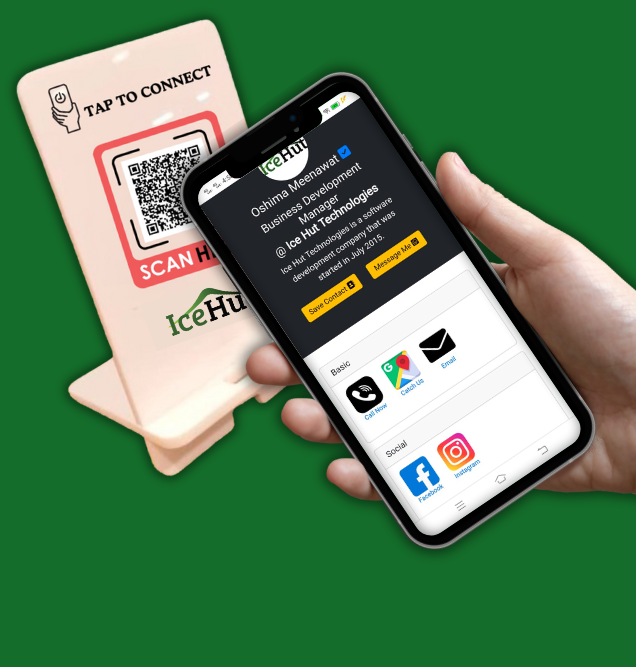 TAP TO CONNECT
SCAN
IceHu
IceHut
Oshima Meenawat
Business Development
Manager
@ Ice Hut Technologies
Ice Hut Technologies is a software
development company that was
started in July 2015.
Save Contact
Message Me
Basic
Call Now
Catch Us
Email
Social
Facebook
Instagram